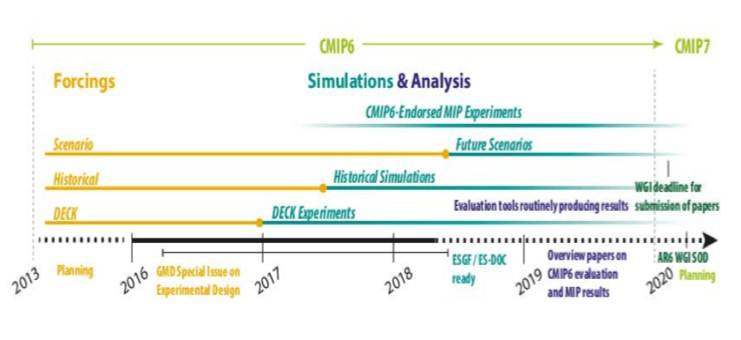 CMIP6
CMIP7
Forcings
Simulations & Analysis
CMIP6-Endorsed MIP Experiments
Scenario
Future Scenarios
Historical
Historical Simulations
WGI deadline for
submission of papers
DECK
DECK Experiments
Evaluation tools routinely producing results
2013
Planning
2016
GMD Special Issue on
Experimental Design
2017
2018
ESGF / ES-DOC
ready
2019
Overview papers on
CMIP6 evaluation
and MIP results
2020
AR6 WGI SOD
Planning